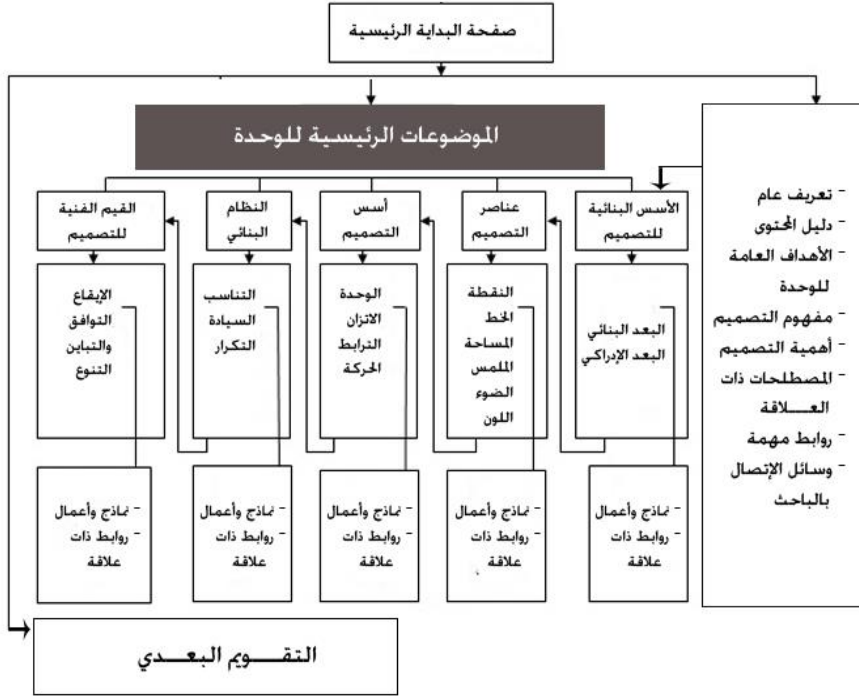 صفحة البداية الرئيسية
الموضوعات الرئيسية للوحدة
- تعريف عام
- دليل المحتوى
- الأهداف العامة
للوحدة
- مفهوم التصميم
- أهمية التصميم
- المصطلحات ذات
العـــلاقة
- روابط مهمة
- وسائل الإتصال
بالباحث
الأسس البنائية
للتصميم
عناصر
التصميم
أسس
التصميم
النظام
البنائي
القيم الفنية
للتصميم
البعد البنائي
البعد الإدراكي
النقطة
الخط
المساحة
الملمس
الضوء
اللون
الوحدة
الاتزان
الترابط
الحركة
التناسب
السيادة
التكرار
الإيقاع
التوافق
والتباين
التنوع
- نماذج وأعمال
- روابط ذات
علاقة
- نماذج وأعمال
- روابط ذات
علاقة
- نماذج وأعمال
- روابط ذات
علاقة
- نماذج وأعمال
- روابط ذات
علاقة
- نماذج وأعمال
- روابط ذات
علاقة
التقـــويم البعـــدي